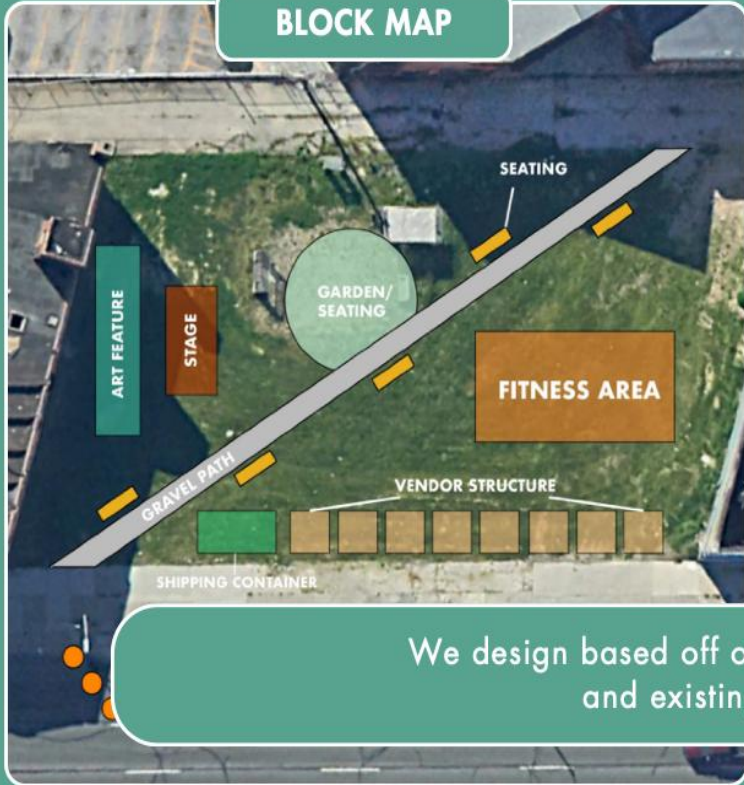 BLOCK MAP
SEATING
GARDEN/
SEATING
ART FEATURE
STAGE
FITNESS AREA
GRAVEL PATH
VENDOR STRUCTURE
SHIPPING CONTAINER
We design based off
and